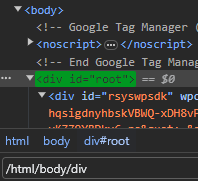 ▼ <body>
<!-- Google Tag Manager (
▶ <noscript> ⋯ </noscript>
<!-- End Google Tag Manag
⋯ ▼ <div id="root"> == $0
▼ <div id="rsyswpsdk" wpc
hqsigdnyhbskVBWQ-xDH8vF
html body div#root
/html/body/div